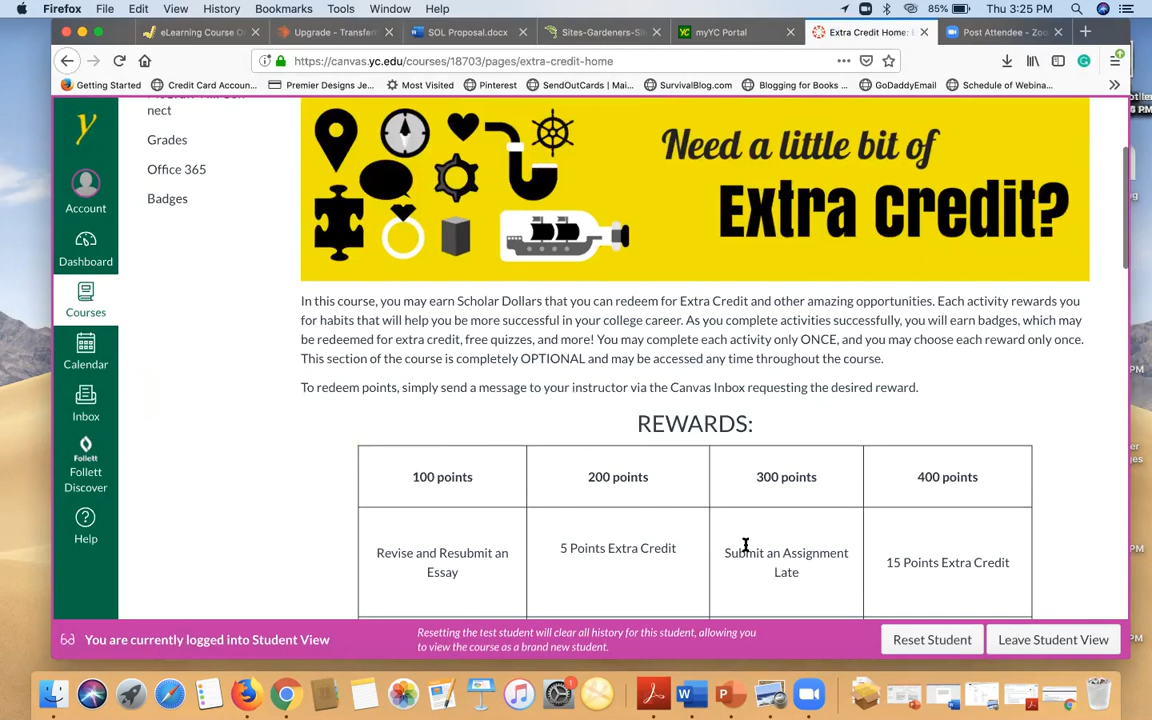 Firefox File Edit View History Bookmarks Tools Window Help 85% Thu 3:25 PM
eLearning Course O Upgrade - Transfer SOL Proposal.docx Sites-Gardeners-Si myYC Portal Extra Credit Home: Post Attendee - Zoo
https://canvas.yc.edu/courses/18703/pages/extra-credit-home
Getting Started Credit Card Accoun... Premier Designs Je... Most Visited Pinterest SendOutCards | Mai... SurvivalBlog.com Blogging for Books ... GoDaddyEmail Schedule of Webina...
nect
Grades
Office 365
Badges
y
Account
Dashboard
Courses
Calendar
Inbox
Follett
Follett
Discover
Help
Need a little bit of
Extra Credit?
In this course, you may earn Scholar Dollars that you can redeem for Extra Credit and other amazing opportunities. Each activity rewards you
for habits that will help you be more successful in your college career. As you complete activities successfully, you will earn badges, which may
be redeemed for extra credit, free quizzes, and more! You may complete each activity only ONCE, and you may choose each reward only once.
This section of the course is completely OPTIONAL and may be accessed any time throughout the course.
To redeem points, simply send a message to your instructor via the Canvas Inbox requesting the desired reward.
REWARDS:
100 points 200 points 300 points 400 points
Revise and Resubmit an
Essay
5 Points Extra Credit
Submit an Assignment
Late
15 Points Extra Credit
You are currently logged into Student View
Resetting the test student will clear all history for this student, allowing you
to view the course as a brand new student.
Reset Student Leave Student View